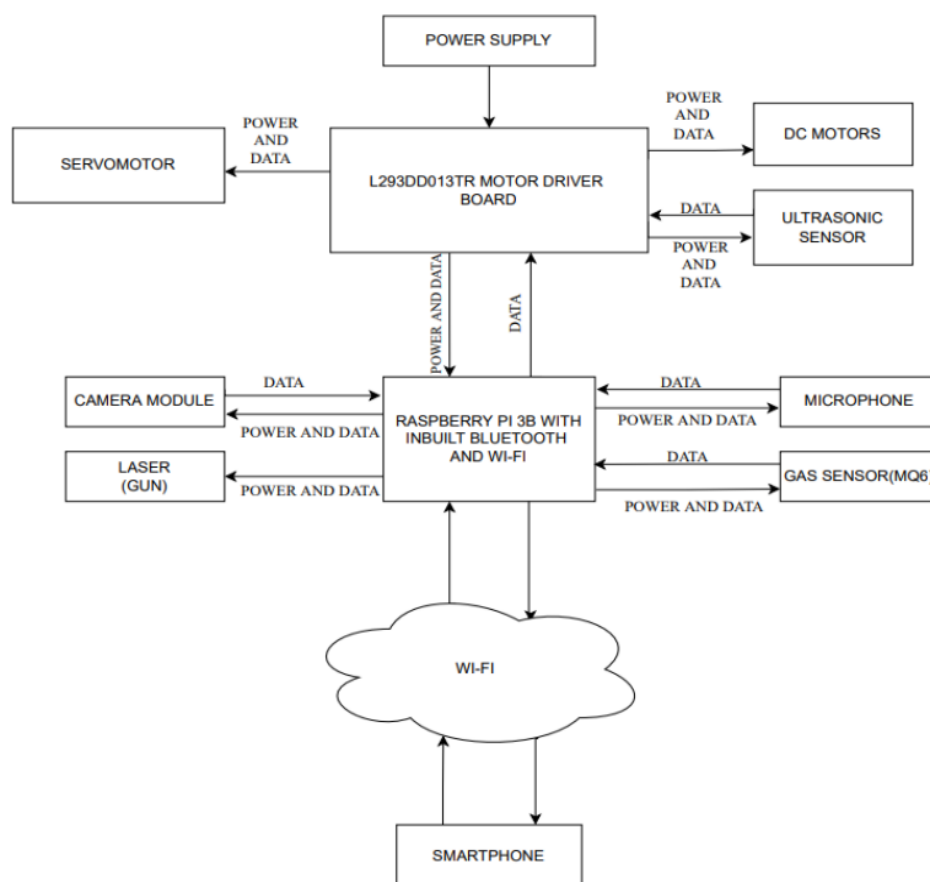 POWER SUPPLY
POWER
AND
DATA
SERVOMOTOR
L293DD013TR MOTOR DRIVER
BOARD
POWER
AND
DATA
DC MOTORS
DATA
ULTRASONIC
SENSOR
POWER
AND
DATA
POWER AND DATA
DATA
CAMERA MODULE
DATA
POWER AND DATA
LASER
(GUN)
POWER AND DATA
RASPBERRY PI 3B WITH
INBUILT BLUETOOTH
AND WI-FI
DATA
MICROPHONE
POWER AND DATA
DATA
GAS SENSOR(MQ6)
POWER AND DATA
WI-FI
SMARTPHONE